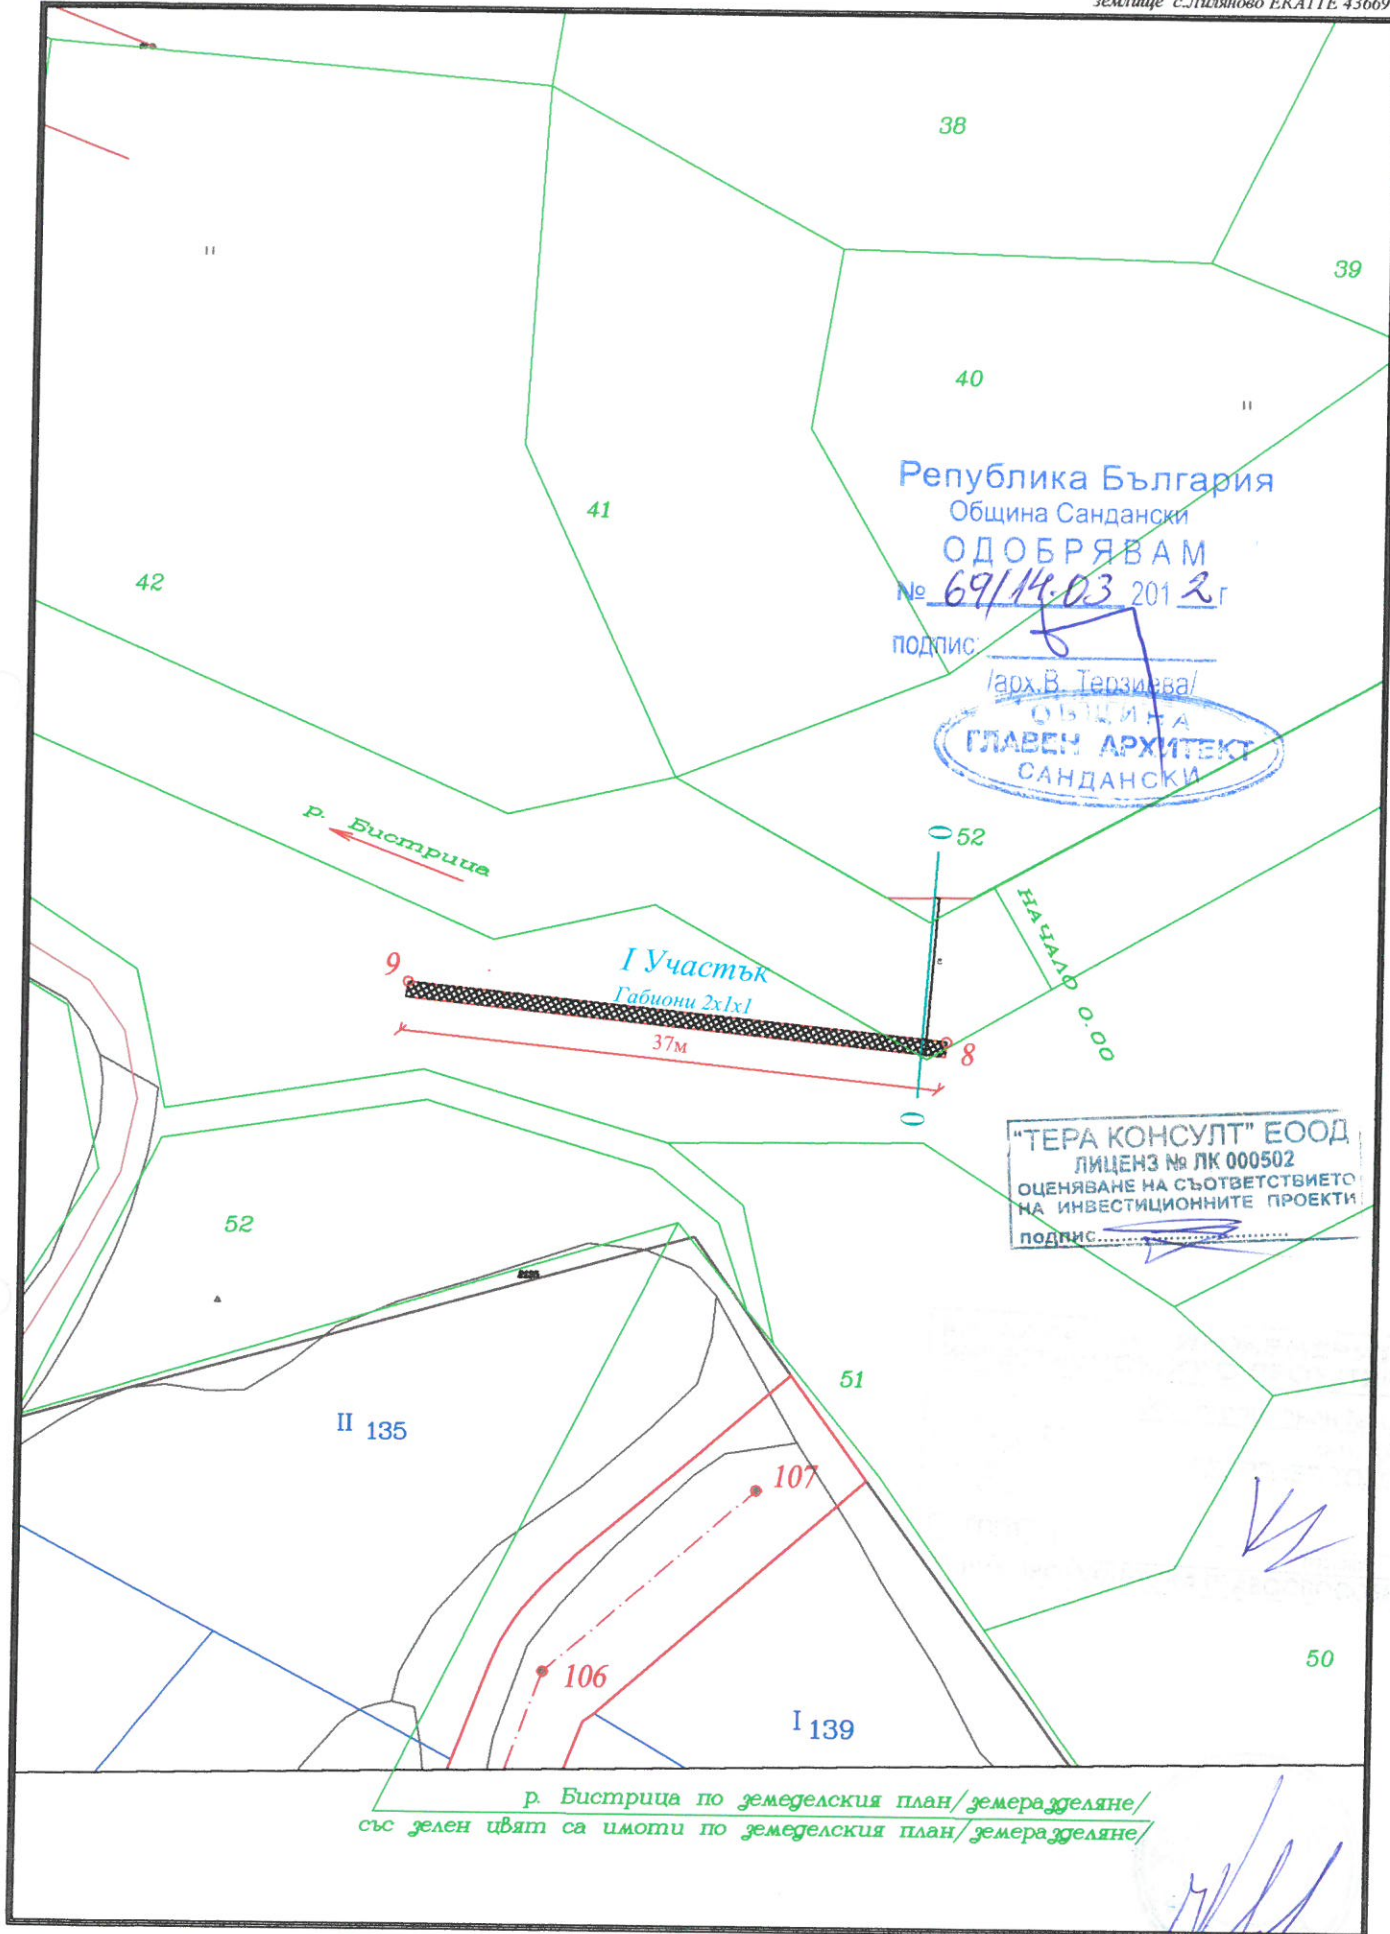 землище с.Лиляново ЕКАТТЕ 43669
38
39
40
41
42
Република България
Община Сандански
ОДОБРЯВАМ
№ 69/14.03 2012г
подпис:
/арх.В. Терзиева/
ОБЩИНА
ГЛАВЕН АРХИТЕКТ
САНДАНСКИ
р. Бистрица
0
52
НАЧАЛО 0.00
9
I Участък
Габиони 2x1x1
37м
8
0
"ТЕРА КОНСУЛТ" ЕООД
ЛИЦЕНЗ № ЛК 000502
ОЦЕНЯВАНЕ НА СЪОТВЕТСТВИЕТО
НА ИНВЕСТИЦИОННИТЕ ПРОЕКТИ
подпис..............................
52
51
II 135
107
106
50
I 139
р. Бистрица по земеделския план/земеразделяне/
със зелен цвят са имоти по земеделския план/земеразделяне/